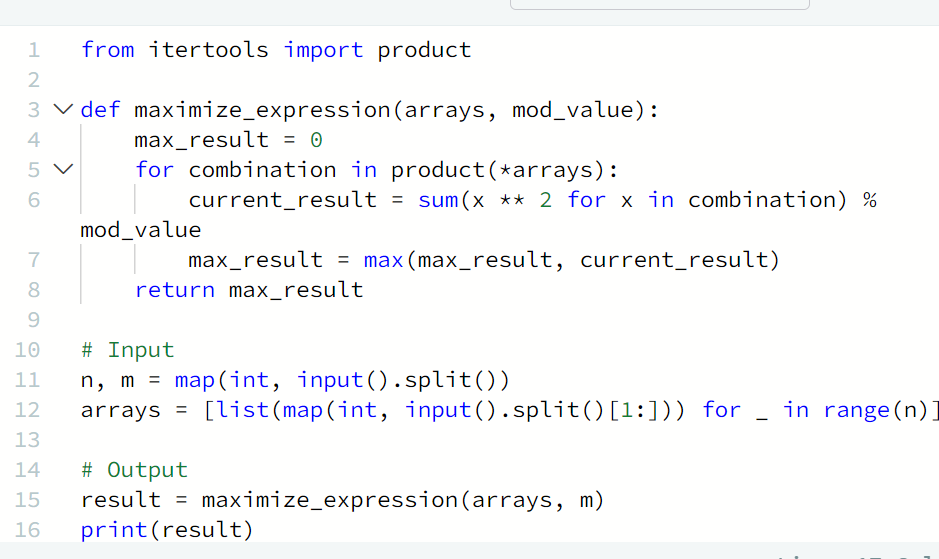 1 from itertools import product
2
3 def maximize_expression(arrays, mod_value):
4     max_result = 0
5     for combination in product(*arrays):
6         current_result = sum(x ** 2 for x in combination) %
mod_value
7         max_result = max(max_result, current_result)
8     return max_result
9
10 # Input
11 n, m = map(int, input().split())
12 arrays = [list(map(int, input().split()[1:])) for _ in range(n)]
13
14 # Output
15 result = maximize_expression(arrays, m)
16 print(result)